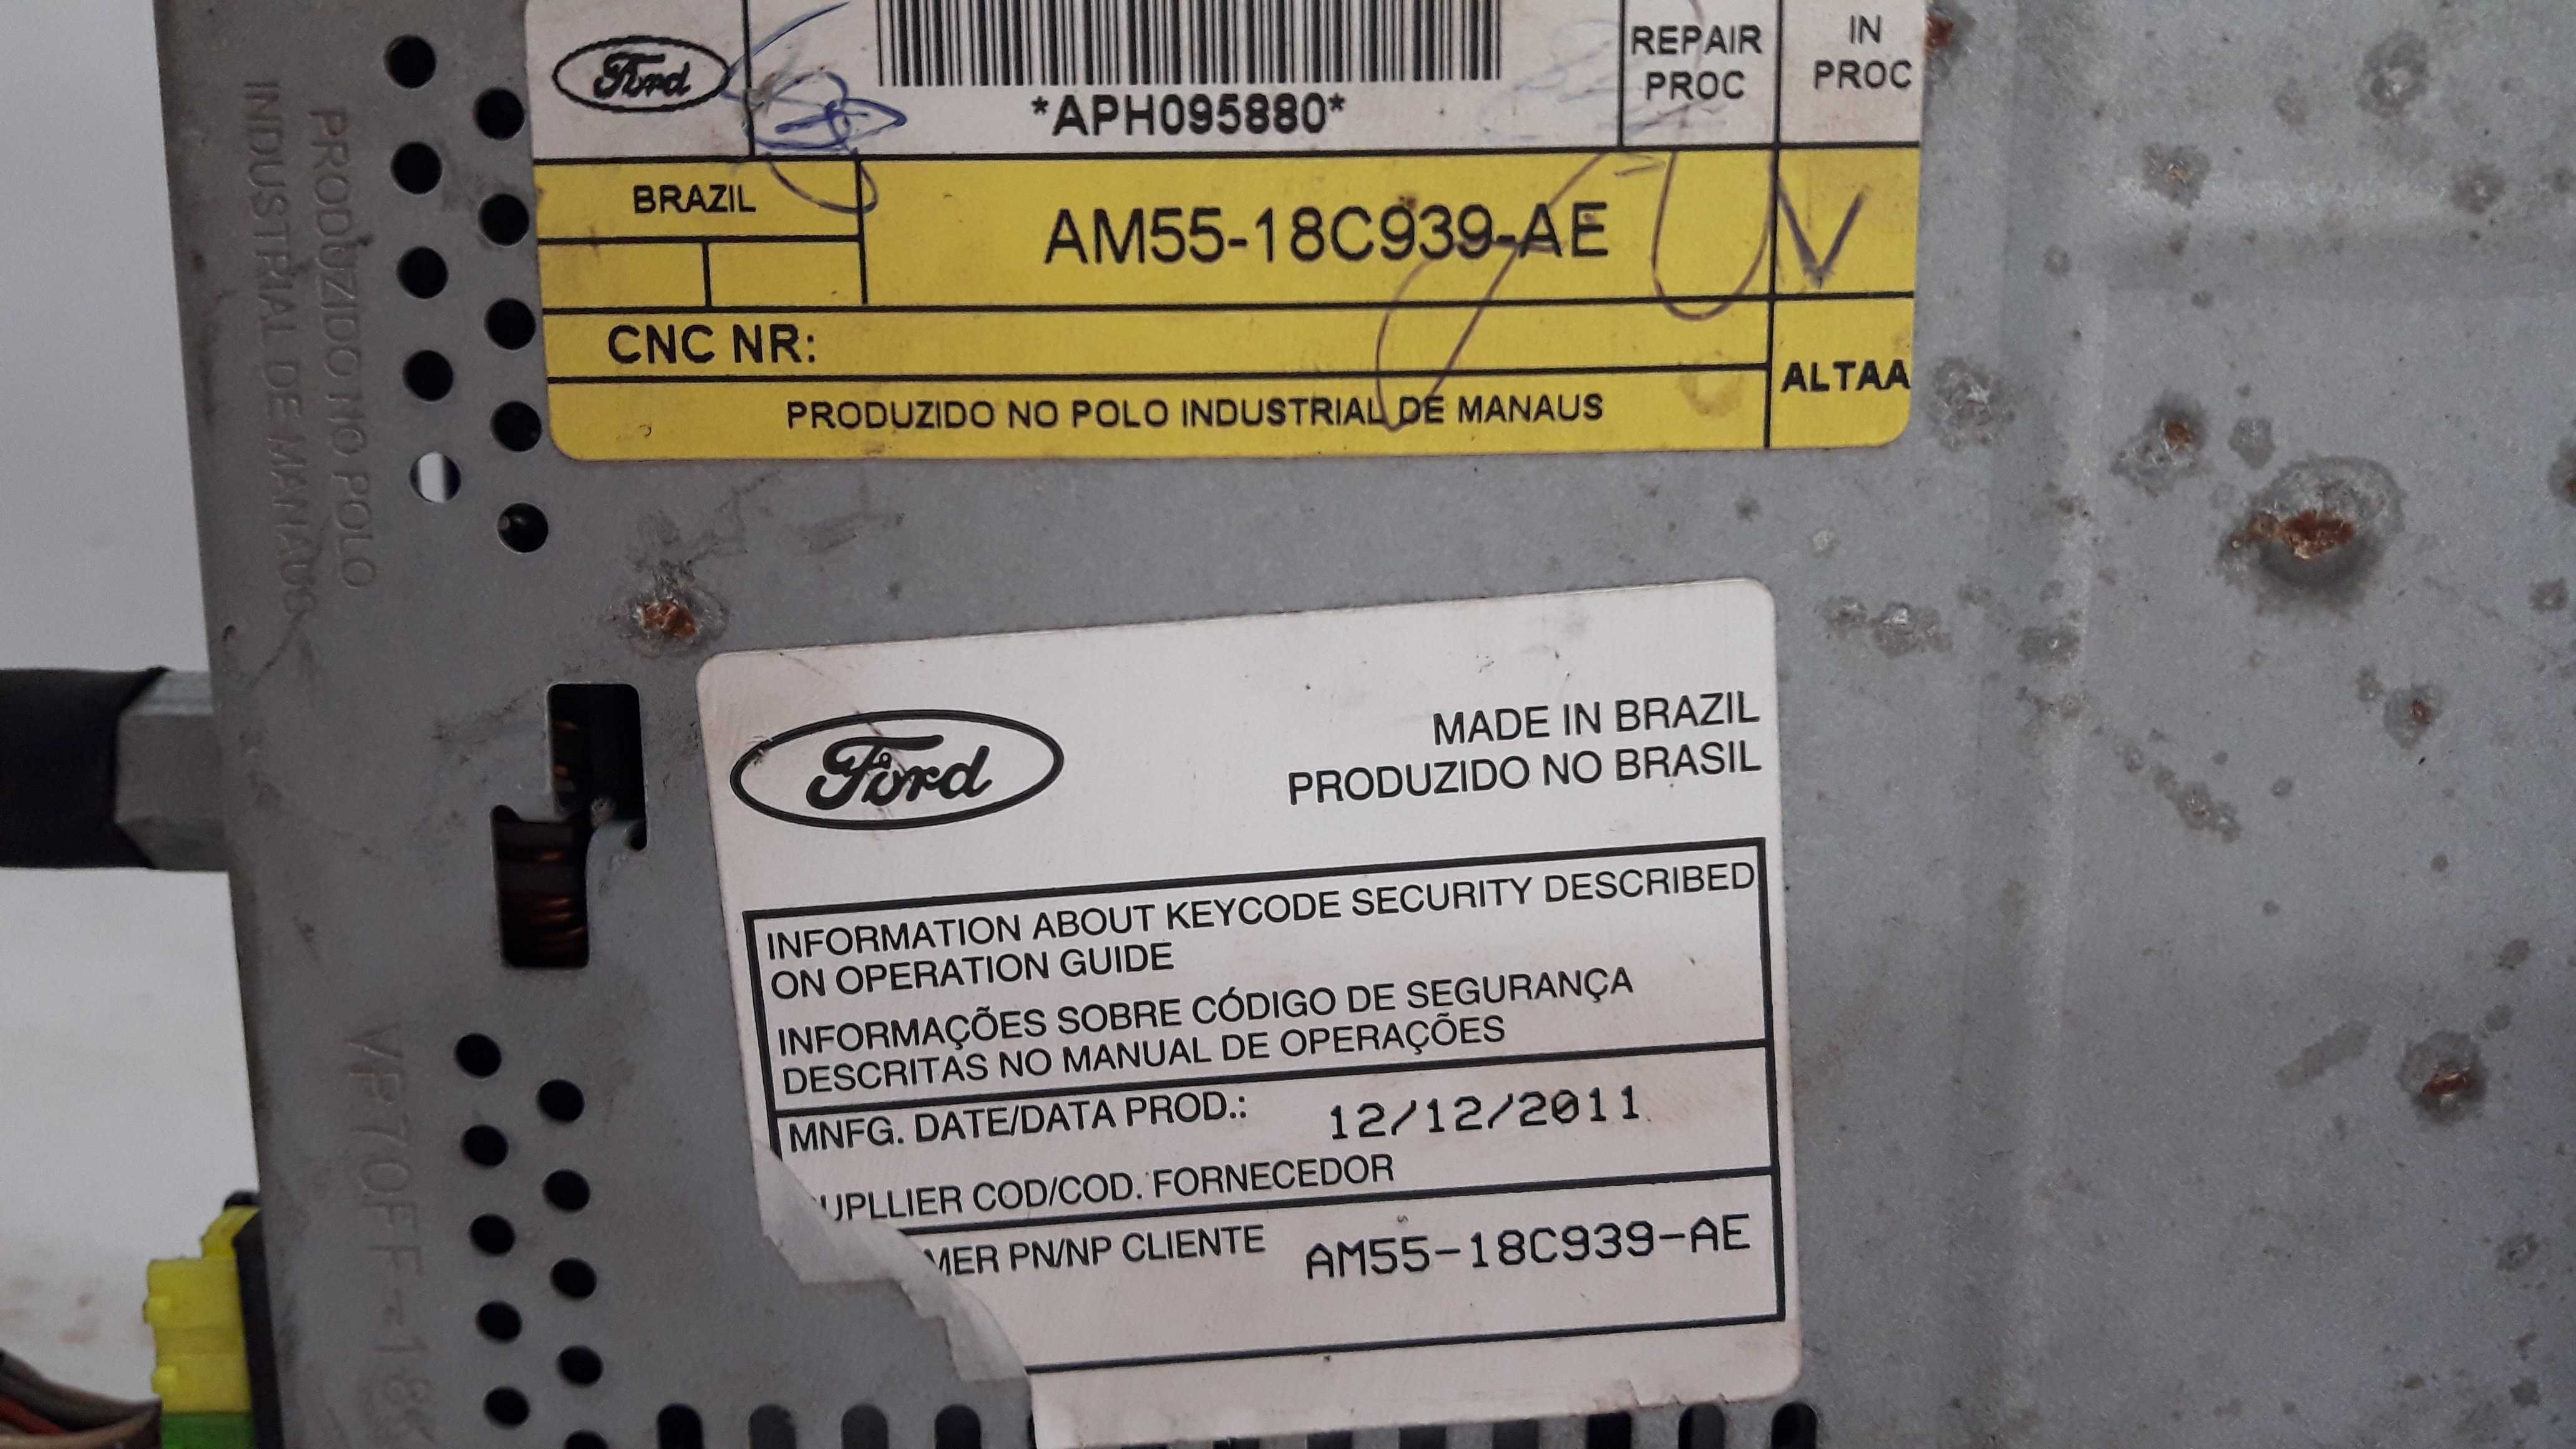 Ford
*APH095880*
REPAIR
PROC
IN
PROC
BRAZIL
AM55-18C939-AE
V
CNC NR:
ALTAA
PRODUZIDO NO POLO INDUSTRIAL DE MANAUS
PRODUZIDO NO POLO
INDUSTRIAL DE MANAUS
Ford
MADE IN BRAZIL
PRODUZIDO NO BRASIL
INFORMATION ABOUT KEYCODE SECURITY DESCRIBED
ON OPERATION GUIDE
INFORMAÇÕES SOBRE CÓDIGO DE SEGURANÇA
DESCRITAS NO MANUAL DE OPERAÇÕES
MNFG. DATE/DATA PROD.: 12/12/2011
UPLLIER COD/COD. FORNECEDOR
MER PN/NP CLIENTE AM55-18C939-AE
VP70FF-18